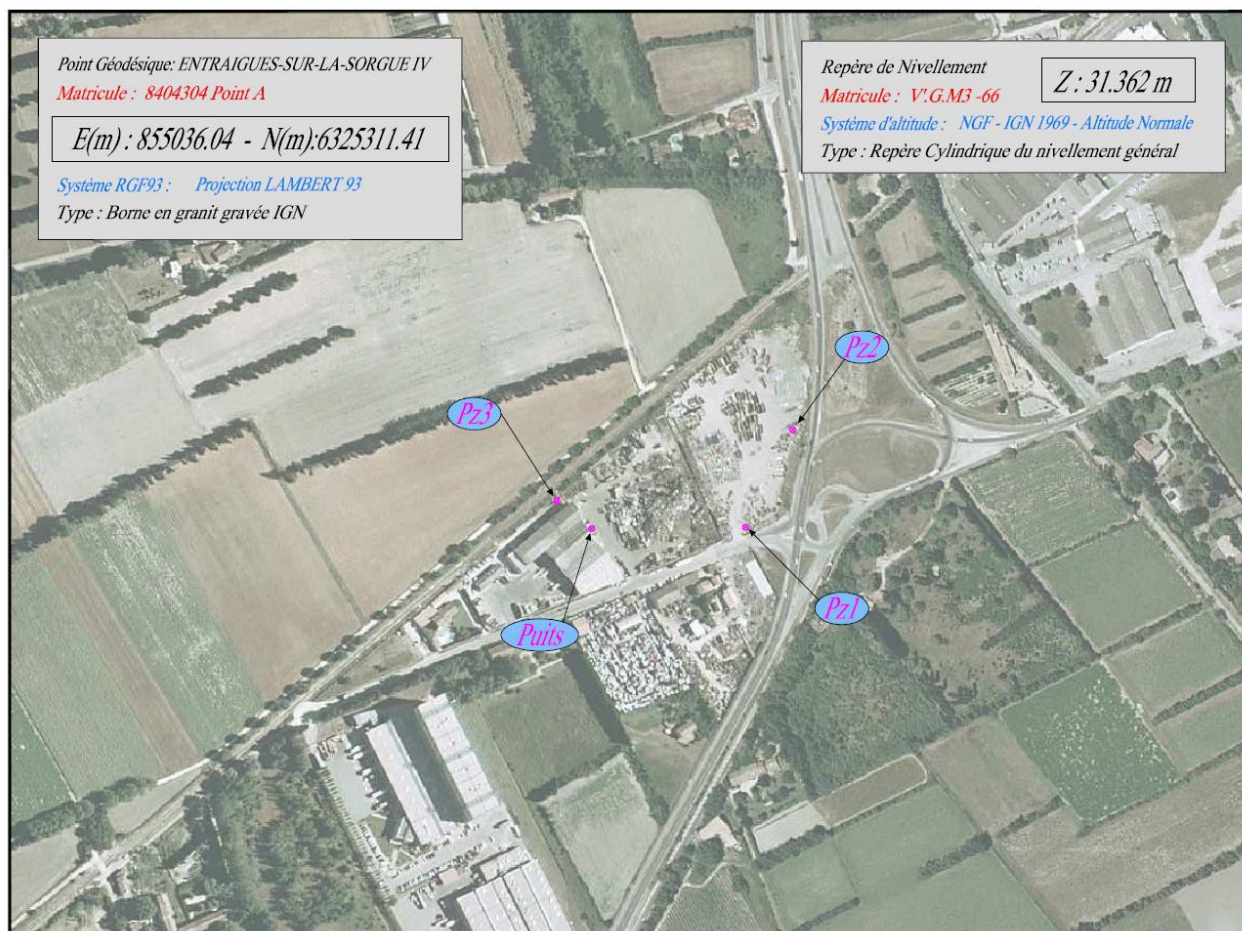 Point Géodésique: ENTRAIGUES-SUR-LA-SORGUE IV
Matricule : 8404304 Point A
E(m) : 855036.04 - N(m):6325311.41
Système RGF93 : Projection LAMBERT 93
Type : Borne en granit gravée IGN
Repère de Nivellement
Z : 31.362 m
Matricule : V'.G.M3 -66
Système d'altitude : NGF - IGN 1969 - Altitude Normale
Type : Repère Cylindrique du nivellement général
Pz2
Pz3
Pz1
Puits